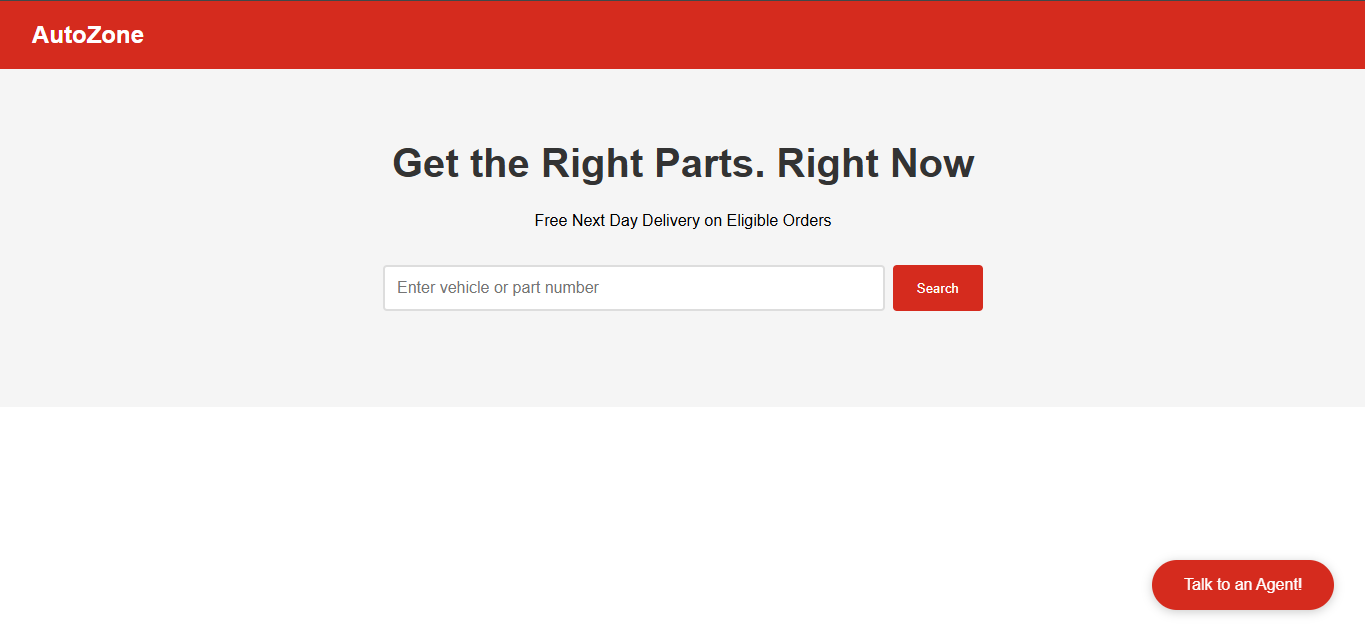 AutoZone
Get the Right Parts. Right Now
Free Next Day Delivery on Eligible Orders
Enter vehicle or part number
Search
Talk to an Agent!